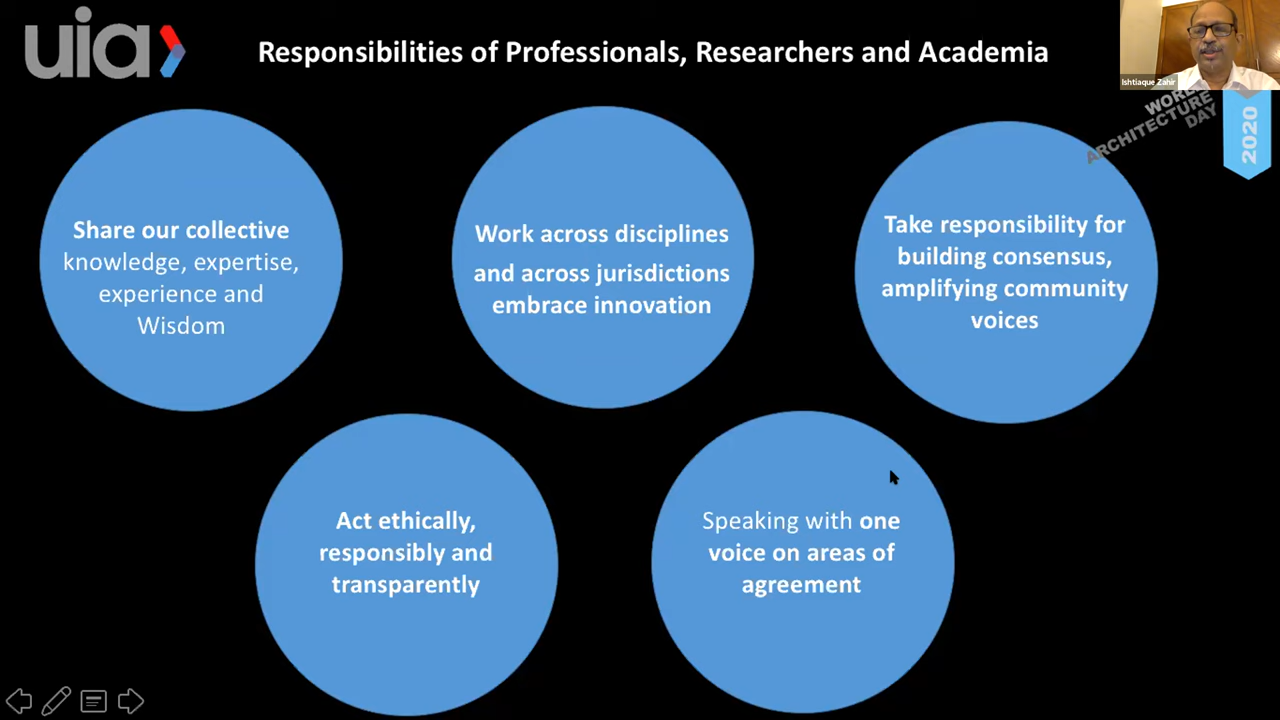 uia
Responsibilities of Professionals, Researchers and Academia
Ishtiaque Zahir
WORLD
ARCHITECTURE
DAY
2020
Share our collective
knowledge, expertise,
experience and
Wisdom
Work across disciplines
and across jurisdictions
embrace innovation
Take responsibility for
building consensus,
amplifying community
voices
Act ethically,
responsibly and
transparently
Speaking with one
voice on areas of
agreement